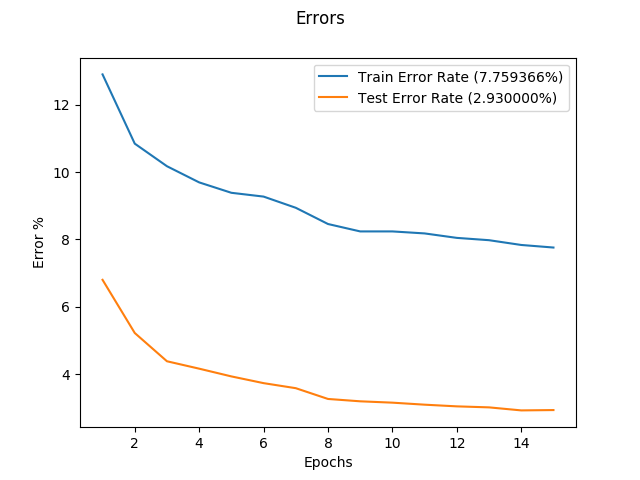 Errors
Train Error Rate (7.759366%)
Test Error Rate (2.930000%)
Error %
12
10
8
6
4
2 4 6 8 10 12 14
Epochs